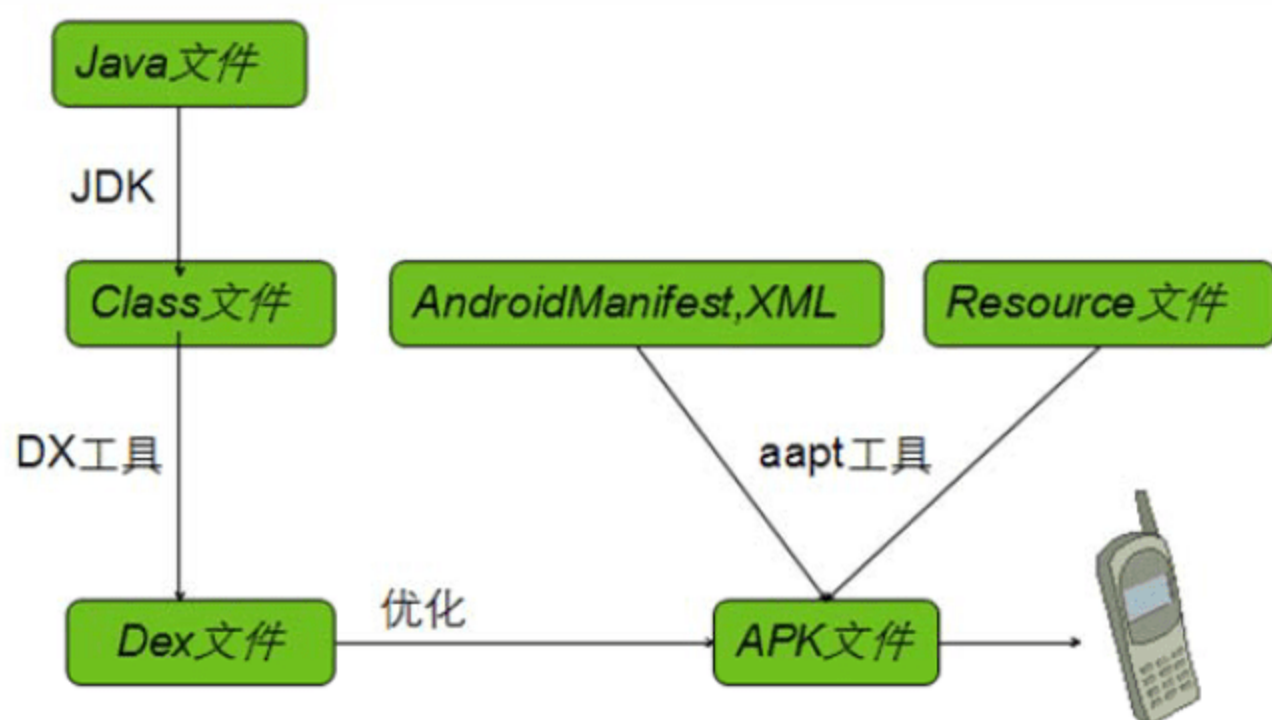 Java文件
JDK
Class文件
AndroidManifest,XML
Resource文件
DX工具
aapt工具
Dex文件
优化
APK文件